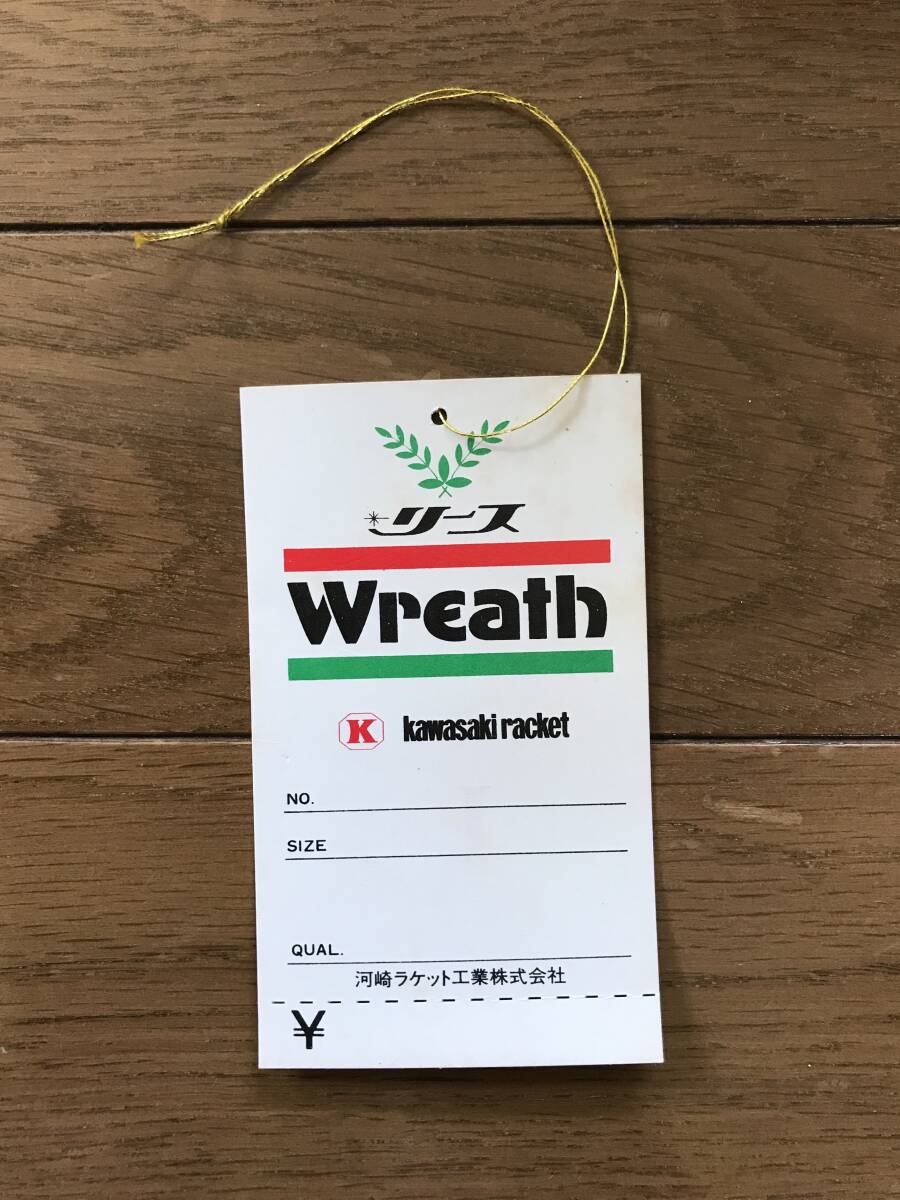 リース
Wreath
K kawasaki racket
NO.
SIZE
QUAL.
河崎ラケット工業株式会社
¥